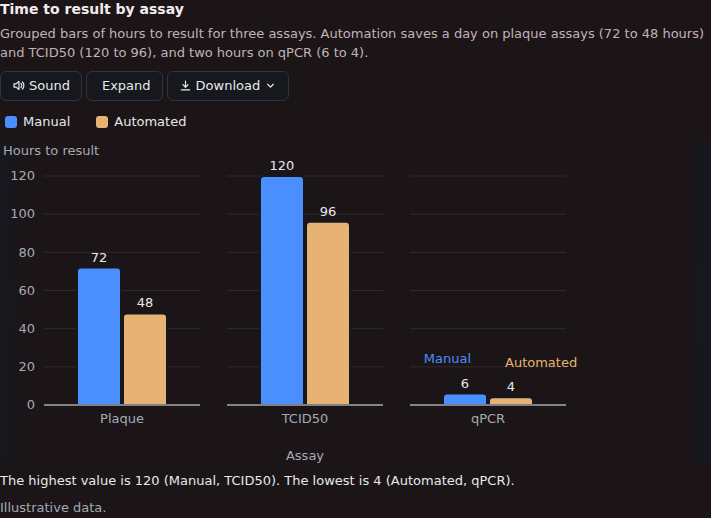 Time to result by assay
Grouped bars of hours to result for three assays. Automation saves a day on plaque assays (72 to 48 hours)
and TCID50 (120 to 96), and two hours on qPCR (6 to 4).
Sound Expand Download
Manual Automated
Hours to result
120
100
80
60
40
20
0
72
48
120
96
Manual
Automated
6
4
Plaque TCID50 qPCR
Assay
The highest value is 120 (Manual, TCID50). The lowest is 4 (Automated, qPCR).
Illustrative data.